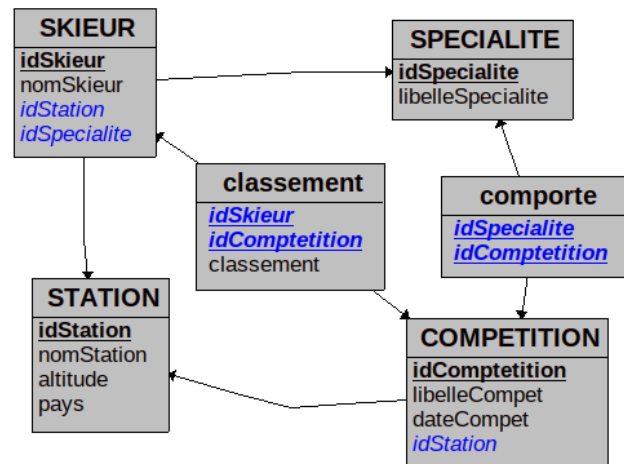 SKIEUR
idSkieur
nomSkieur
idStation
idSpecialite
SPECIALITE
idSpecialite
libelleSpecialite
classement
idSkieur
idComptetition
classement
comporte
idSpecialite
idComptetition
STATION
idStation
nomStation
altitude
pays
COMPETITION
idComptetition
libelleCompet
dateCompet
idStation